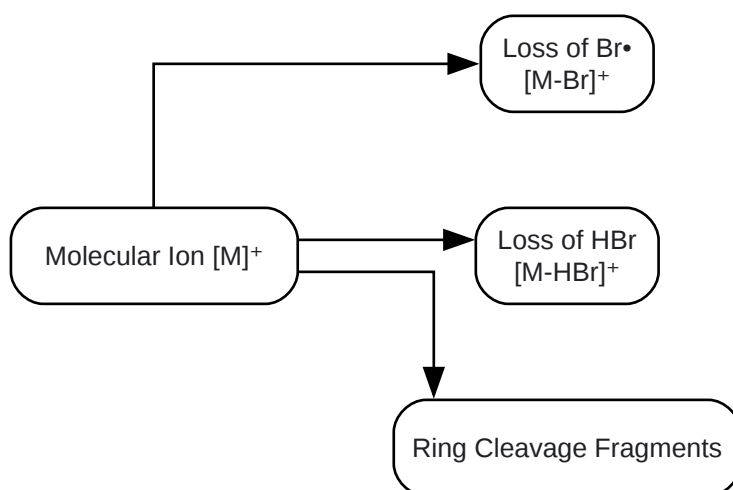 Loss of Br•
[M-Br]⁺
Molecular Ion [M]⁺
Loss of HBr
[M-HBr]⁺
Ring Cleavage Fragments